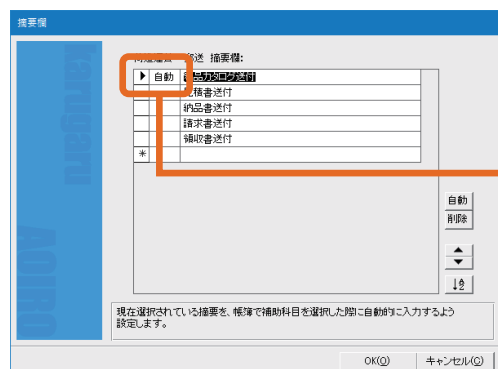 摘要欄
karugaru
AOIRO
郵送 摘要欄:
自動 商品カタログ送付
見積書送付
納品書送付
請求書送付
領収書送付
*
自動
削除
現在選択されている摘要を、帳簿で補助科目を選択した際に自動的に入力するよう
設定します。
OK(O) キャンセル(C)